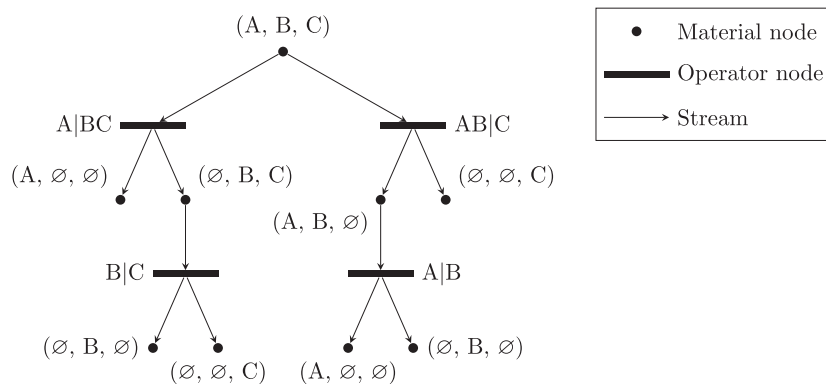 (A, B, C)
Material node
Operator node
Stream
A|BC
AB|C
(A, ∅, ∅)
(∅, B, C)
(A, B, ∅)
(∅, ∅, C)
B|C
A|B
(∅, B, ∅)
(∅, ∅, C)
(A, ∅, ∅)
(∅, B, ∅)